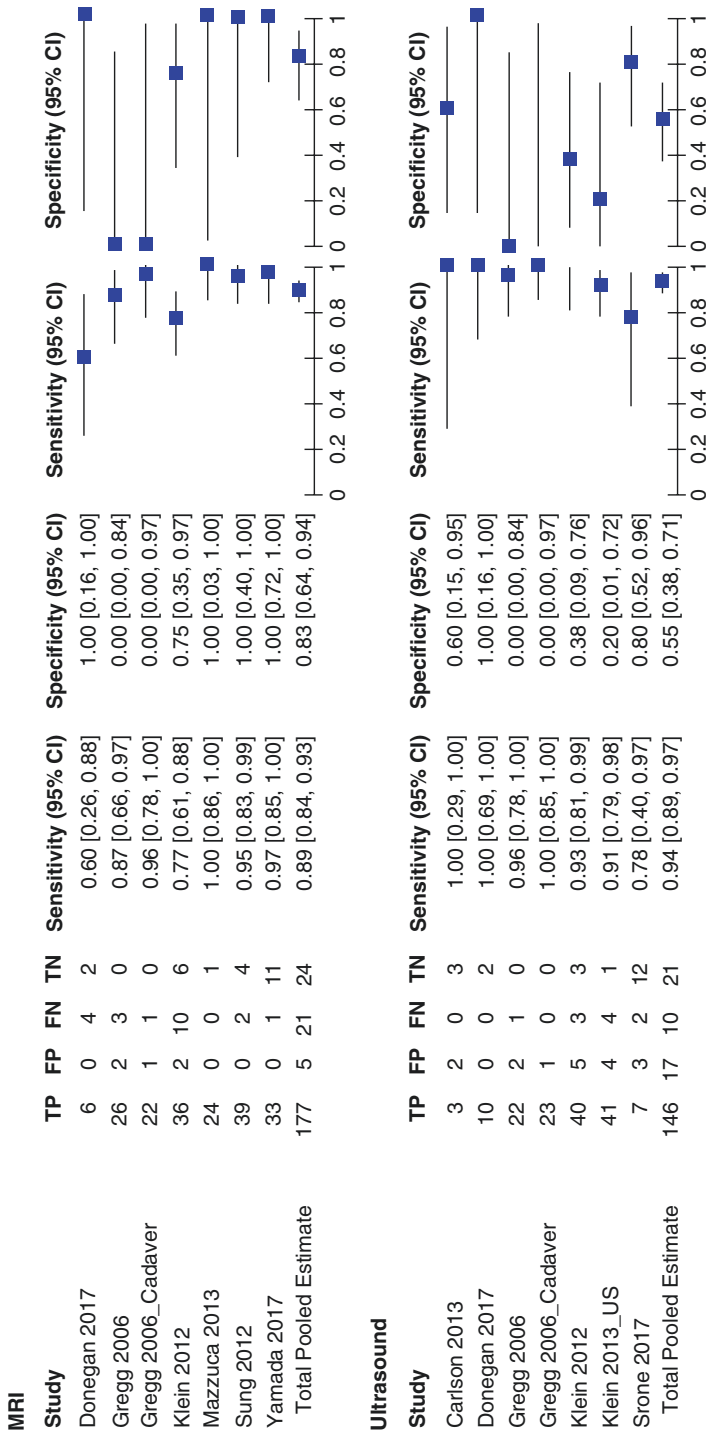 MRI
Study TP FP FN TN Sensitivity (95% CI) Specificity (95% CI) Sensitivity (95% CI) Specificity (95% CI)
Donegan 2017 6 0 4 2 0.60 [0.26, 0.88] 1.00 [0.16, 1.00]
Gregg 2006 26 2 3 0 0.87 [0.66, 0.97] 0.00 [0.00, 0.84]
Gregg 2006_Cadaver 22 1 1 0 0.96 [0.78, 1.00] 0.00 [0.00, 0.97]
Klein 2012 36 2 10 6 0.77 [0.61, 0.88] 0.75 [0.35, 0.97]
Mazzuca 2013 24 0 0 1 1.00 [0.86, 1.00] 1.00 [0.03, 1.00]
Sung 2012 39 0 2 4 0.95 [0.83, 0.99] 1.00 [0.40, 1.00]
Yamada 2017 33 0 1 11 0.97 [0.85, 1.00] 1.00 [0.72, 1.00]
Total Pooled Estimate 177 5 21 24 0.89 [0.84, 0.93] 0.83 [0.64, 0.94]
0 0.2 0.4 0.6 0.8 1 0 0.2 0.4 0.6 0.8 1
Ultrasound
Study TP FP FN TN Sensitivity (95% CI) Specificity (95% CI) Sensitivity (95% CI) Specificity (95% CI)
Carlson 2013 3 2 0 3 1.00 [0.29, 1.00] 0.60 [0.15, 0.95]
Donegan 2017 10 0 0 2 1.00 [0.69, 1.00] 1.00 [0.16, 1.00]
Gregg 2006 22 2 1 0 0.96 [0.78, 1.00] 0.00 [0.00, 0.84]
Gregg 2006_Cadaver 23 1 0 0 1.00 [0.85, 1.00] 0.00 [0.00, 0.97]
Klein 2012 40 5 3 3 0.93 [0.81, 0.99] 0.38 [0.09, 0.76]
Klein 2013_US 41 4 4 1 0.91 [0.79, 0.98] 0.20 [0.01, 0.72]
Srone 2017 7 3 2 12 0.78 [0.40, 0.97] 0.80 [0.52, 0.96]
Total Pooled Estimate 146 17 10 21 0.94 [0.89, 0.97] 0.55 [0.38, 0.71]
0 0.2 0.4 0.6 0.8 1 0 0.2 0.4 0.6 0.8 1